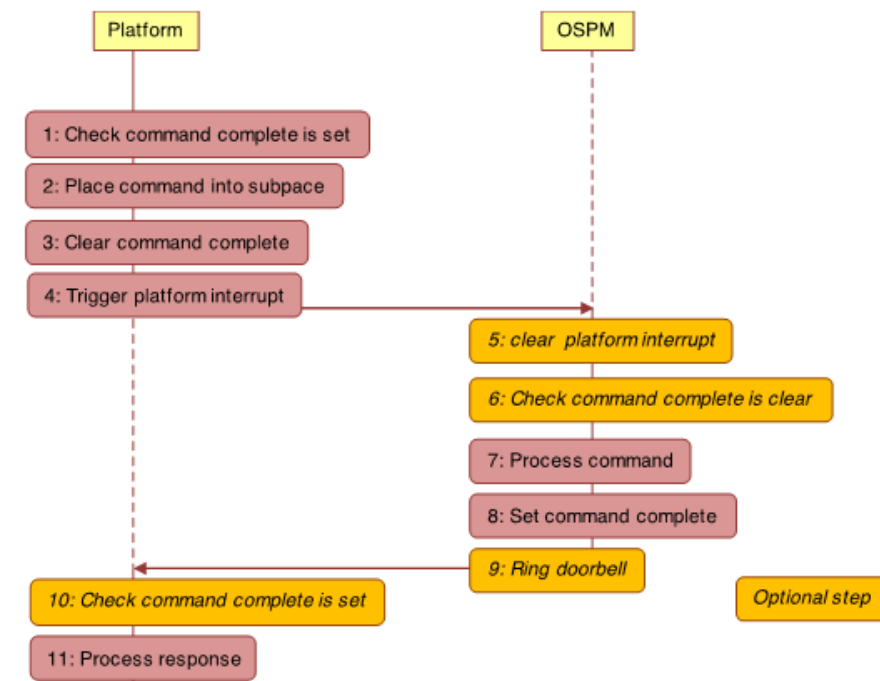 Platform
OSPM
1: Check command complete is set
2: Place command into subpace
3: Clear command complete
4: Trigger platform interrupt
5: clear platform interrupt
6: Check command complete is clear
7: Process command
8: Set command complete
9: Ring doorbell
10: Check command complete is set
Optional step
11: Process response